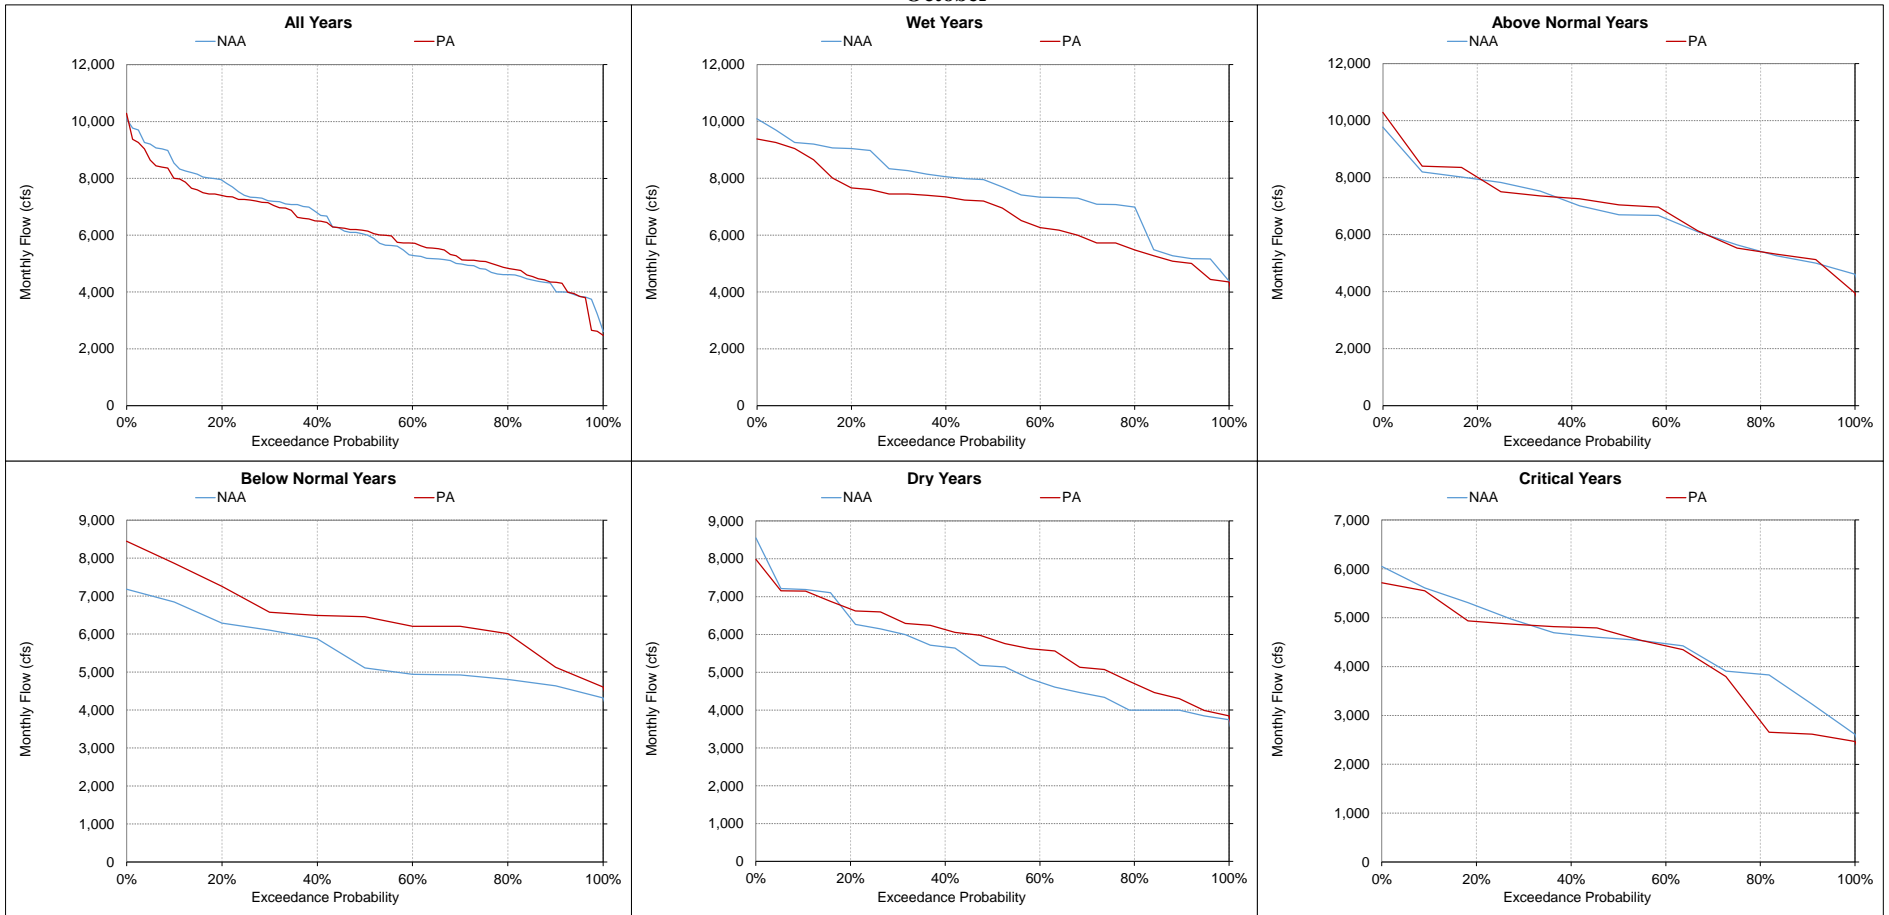 All Years
NAA PA
12,000
10,000
8,000
6,000
4,000
2,000
0
Monthly Flow (cfs)
0% 20% 40% 60% 80% 100%
Exceedance Probability
Wet Years
NAA PA
12,000
10,000
8,000
6,000
4,000
2,000
0
Monthly Flow (cfs)
0% 20% 40% 60% 80% 100%
Exceedance Probability
Above Normal Years
NAA PA
12,000
10,000
8,000
6,000
4,000
2,000
0
Monthly Flow (cfs)
0% 20% 40% 60% 80% 100%
Exceedance Probability
Below Normal Years
NAA PA
9,000
8,000
7,000
6,000
5,000
4,000
3,000
2,000
1,000
0
Monthly Flow (cfs)
0% 20% 40% 60% 80% 100%
Exceedance Probability
Dry Years
NAA PA
9,000
8,000
7,000
6,000
5,000
4,000
3,000
2,000
1,000
0
Monthly Flow (cfs)
0% 20% 40% 60% 80% 100%
Exceedance Probability
Critical Years
NAA PA
7,000
6,000
5,000
4,000
3,000
2,000
1,000
0
Monthly Flow (cfs)
0% 20% 40% 60% 80% 100%
Exceedance Probability